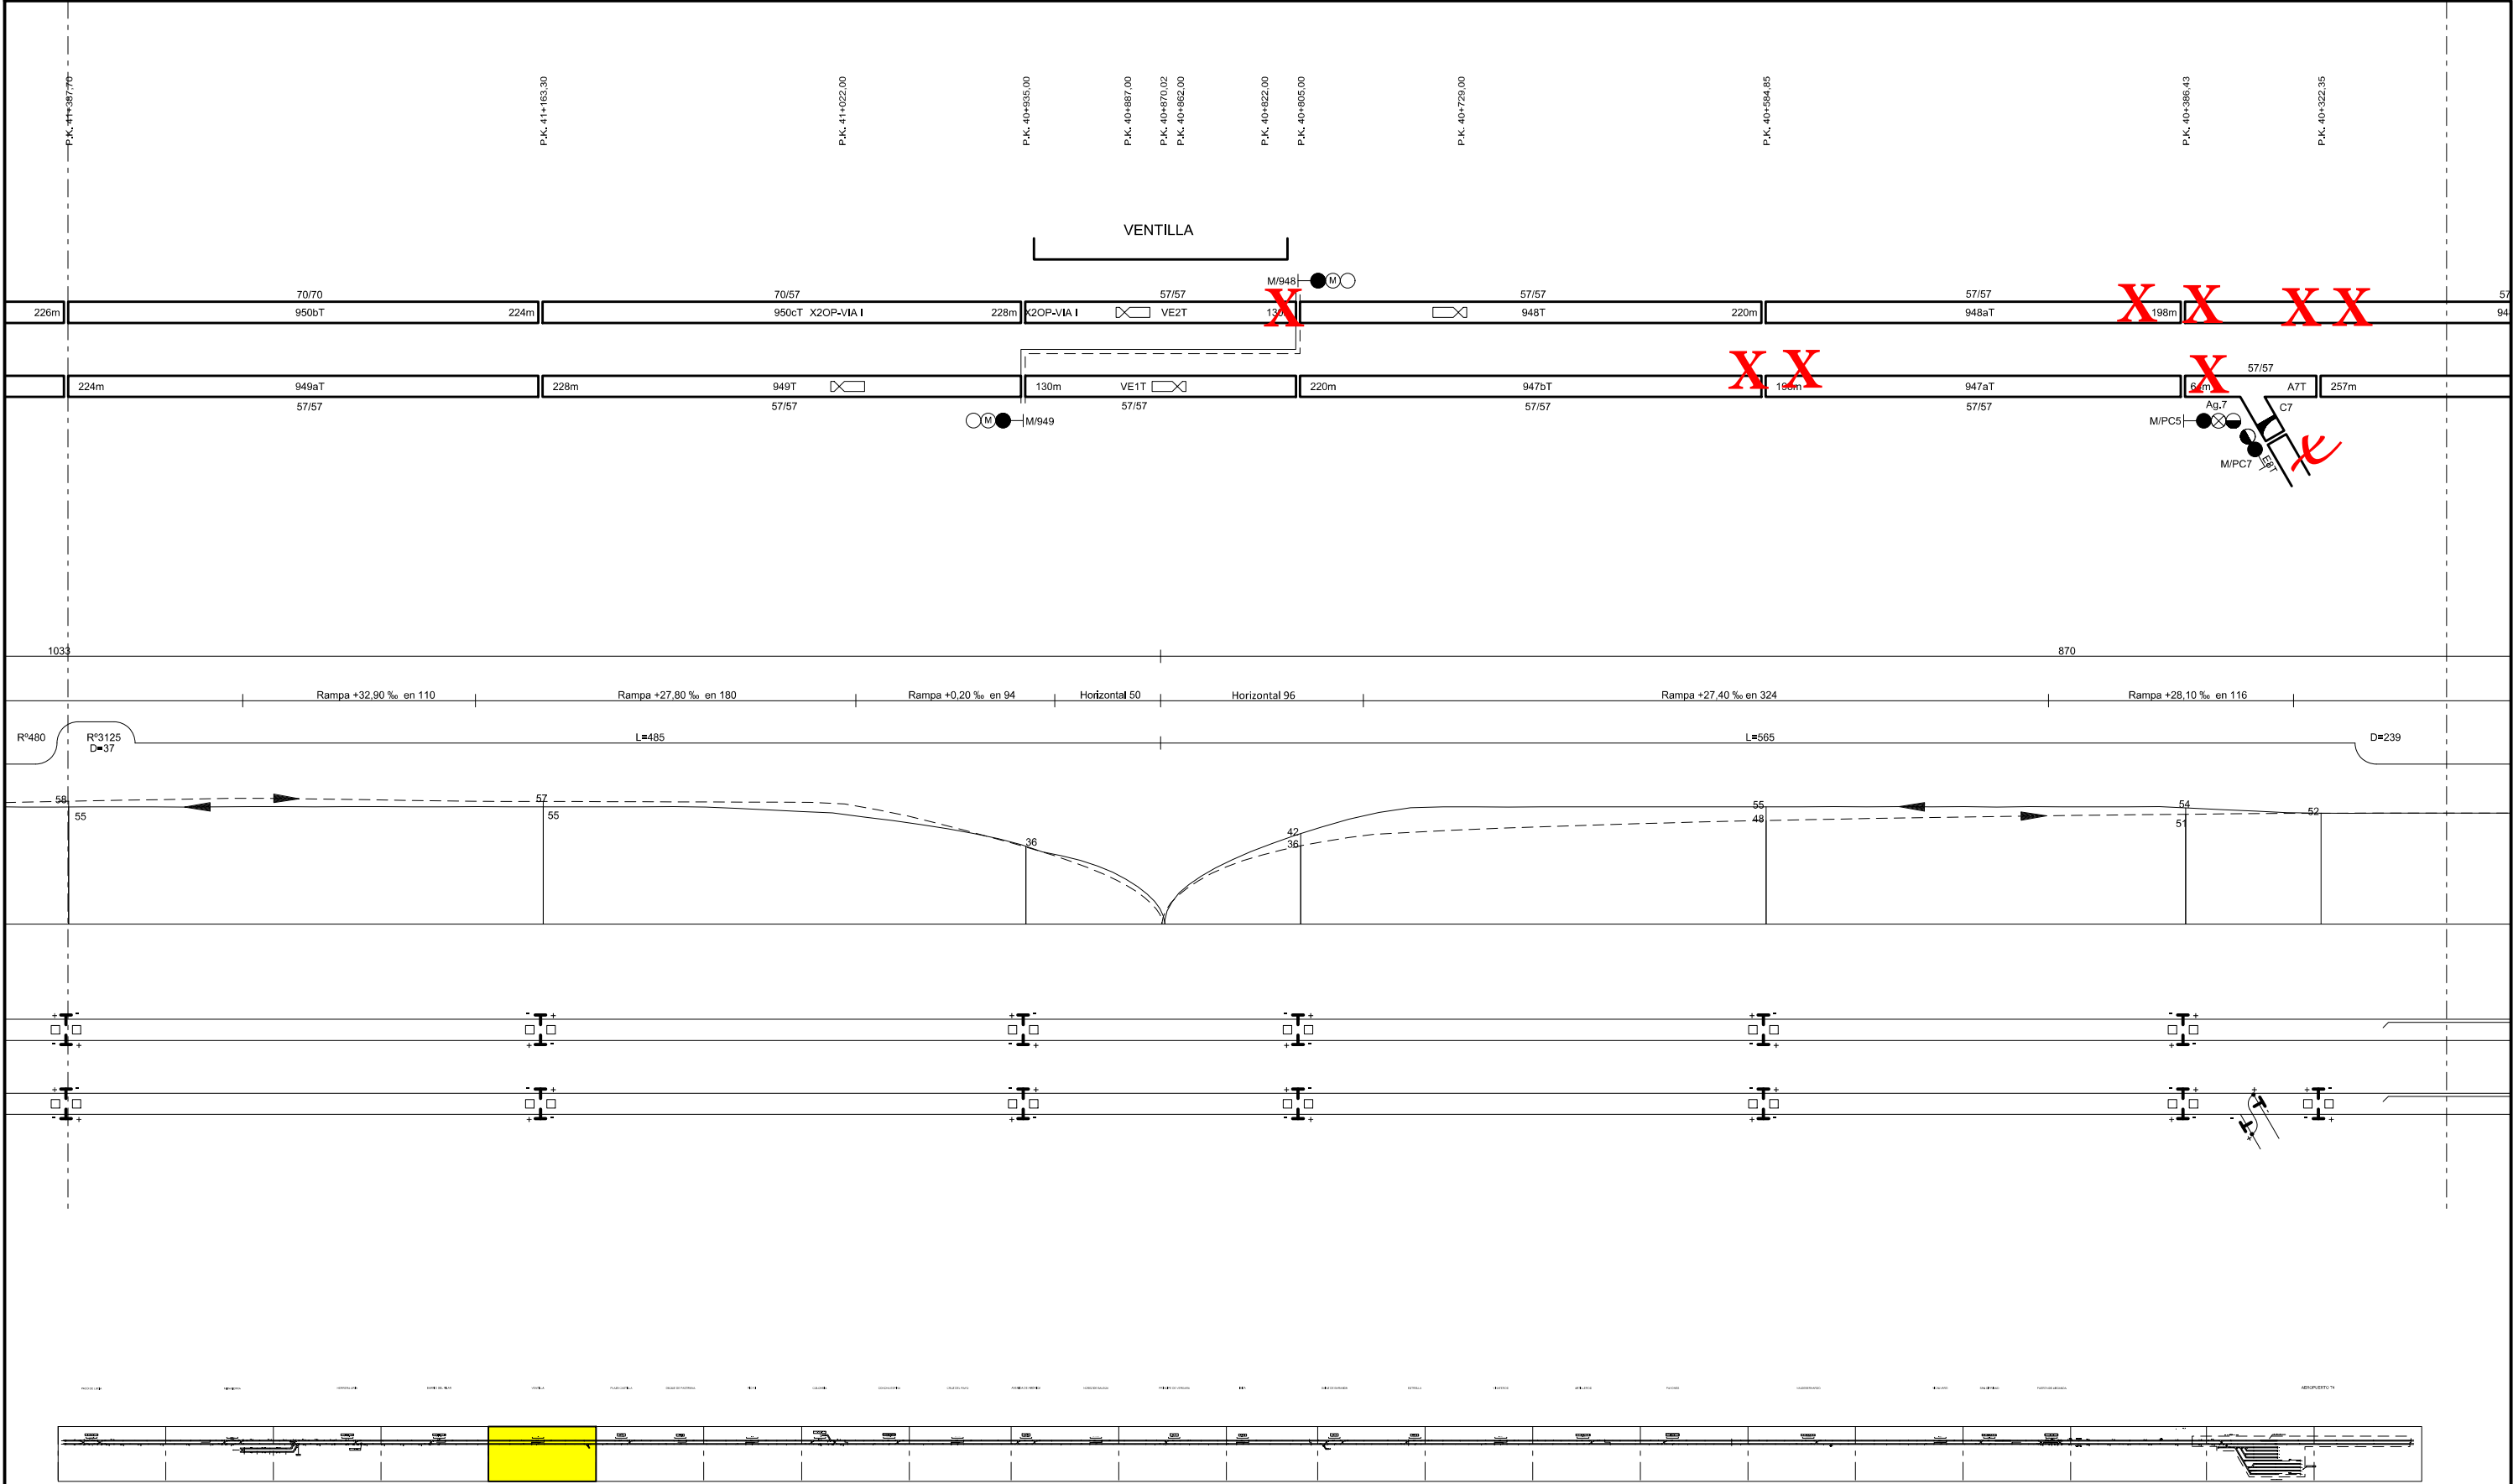 P.K. 41+387,70
P.K. 41+163,30
P.K. 41+022,00
P.K. 40+935,00
P.K. 40+887,00
P.K. 40+870,02
P.K. 40+862,00
P.K. 40+822,00
P.K. 40+805,00
P.K. 40+729,00
P.K. 40+584,85
P.K. 40+386,43
P.K. 40+322,35
VENTILLA
M/948 M
70/70 70/57 57/57 57/57 57/57 57
226m 950bT 224m 950cT X2OP-VIA I 228m X2OP-VIA I VE2T 948T 220m 948aT 198m 94
X X X X X
57/57
X X X
224m 949aT 228m 949T 130m VE1T 220m 947bT 947aT A7T 257m
57/57 57/57 57/57 57/57 57/57
M M/949
Ag.7 C7
M/PC5
M/PC7 E8T
x
1033 870
Rampa +32,90 ‰ en 110 Rampa +27,80 ‰ en 180 Rampa +0,20 ‰ en 94 Horizontal 50 Horizontal 96 Rampa +27,40 ‰ en 324 Rampa +28,10 ‰ en 116
Rº480 Rº3125 L=485 L=565 D=239
D=37
58 57 55 54
55 55 48 51 52
36 42
36
AEROPUERTO T4